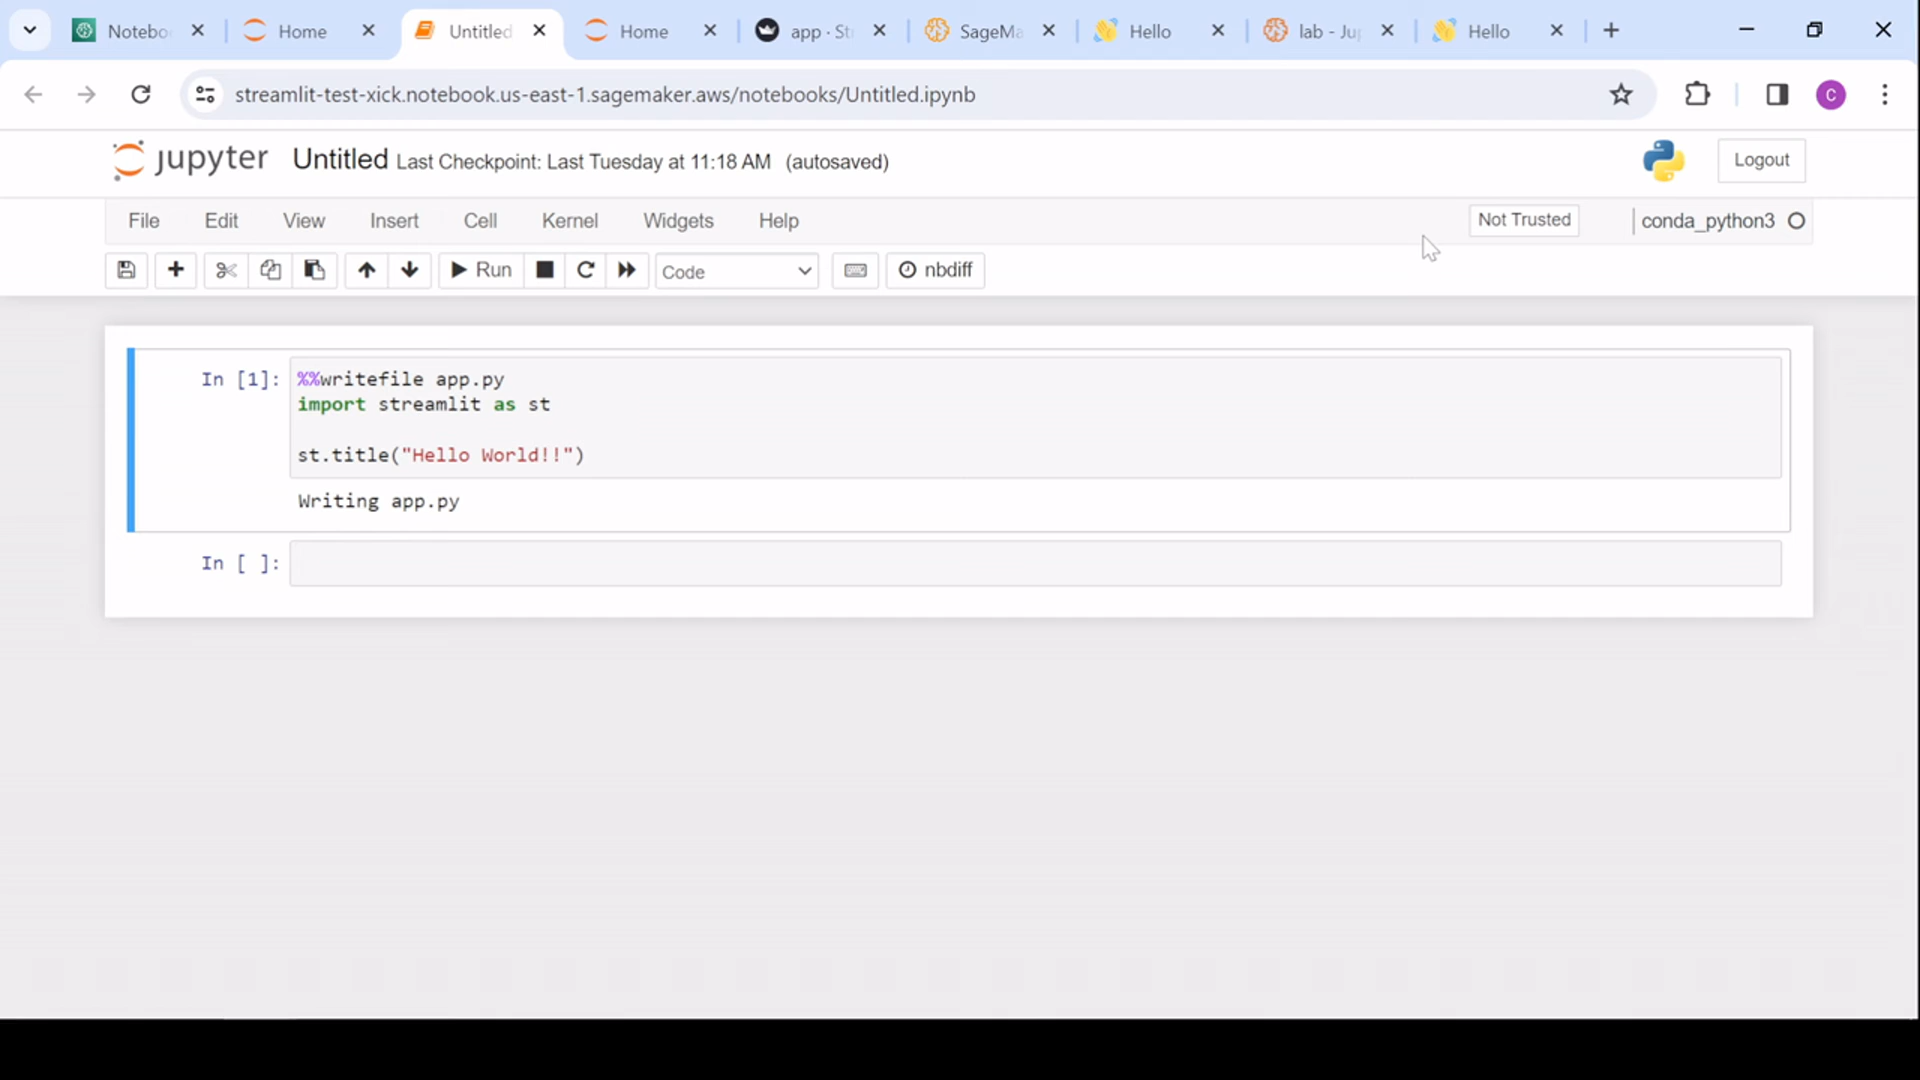 Notebo
Home
Untitled
Home
app · St
SageMa
Hello
lab - Jup
Hello
streamlit-test-xick.notebook.us-east-1.sagemaker.aws/notebooks/Untitled.ipynb
C
jupyter Untitled Last Checkpoint: Last Tuesday at 11:18 AM (autosaved)
Logout
File Edit View Insert Cell Kernel Widgets Help
Not Trusted
conda_python3
Run
Code
nbdiff
In [1]:
%%writefile app.py
import streamlit as st
st.title("Hello World!!")
Writing app.py
In [ ]: